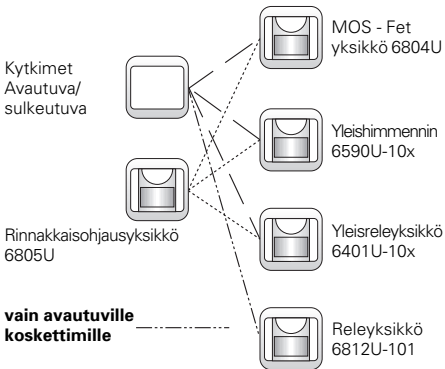 MOS - Fet
yksikkö 6804U
Kytkimet
Avautuva/
sulkeutuva
Yleishimmennin
6590U-10x
Rinnakkaisohjausyksikkö
6805U
Yleisreleyksikkö
6401U-10x
vain avautuville
koskettimille
Releyksikkö
6812U-101